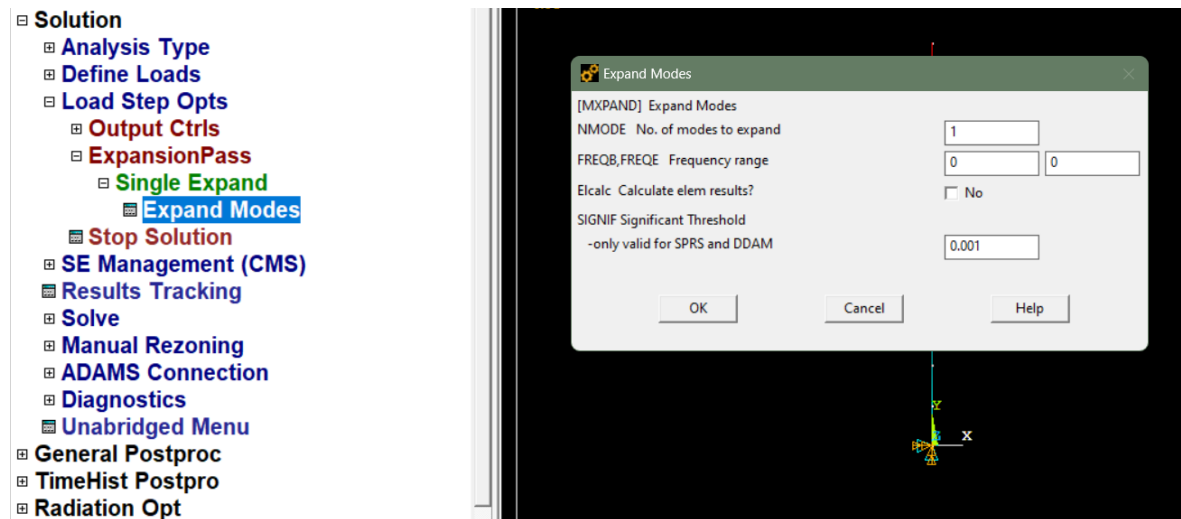 Solution
Analysis Type
Define Loads
Load Step Opts
Output Ctrls
ExpansionPass
Single Expand
Expand Modes
Stop Solution
SE Management (CMS)
Results Tracking
Solve
Manual Rezoning
ADAMS Connection
Diagnostics
Unabridged Menu
General Postproc
TimeHist Postpro
Radiation Opt
Expand Modes
[MXPAND] Expand Modes
NMODE No. of modes to expand 1
FREQB,FREQE Frequency range 0 0
Elcalc Calculate elem results? No
SIGNIF Significant Threshold
-only valid for SPRS and DDAM 0.001
OK Cancel Help
Y
X